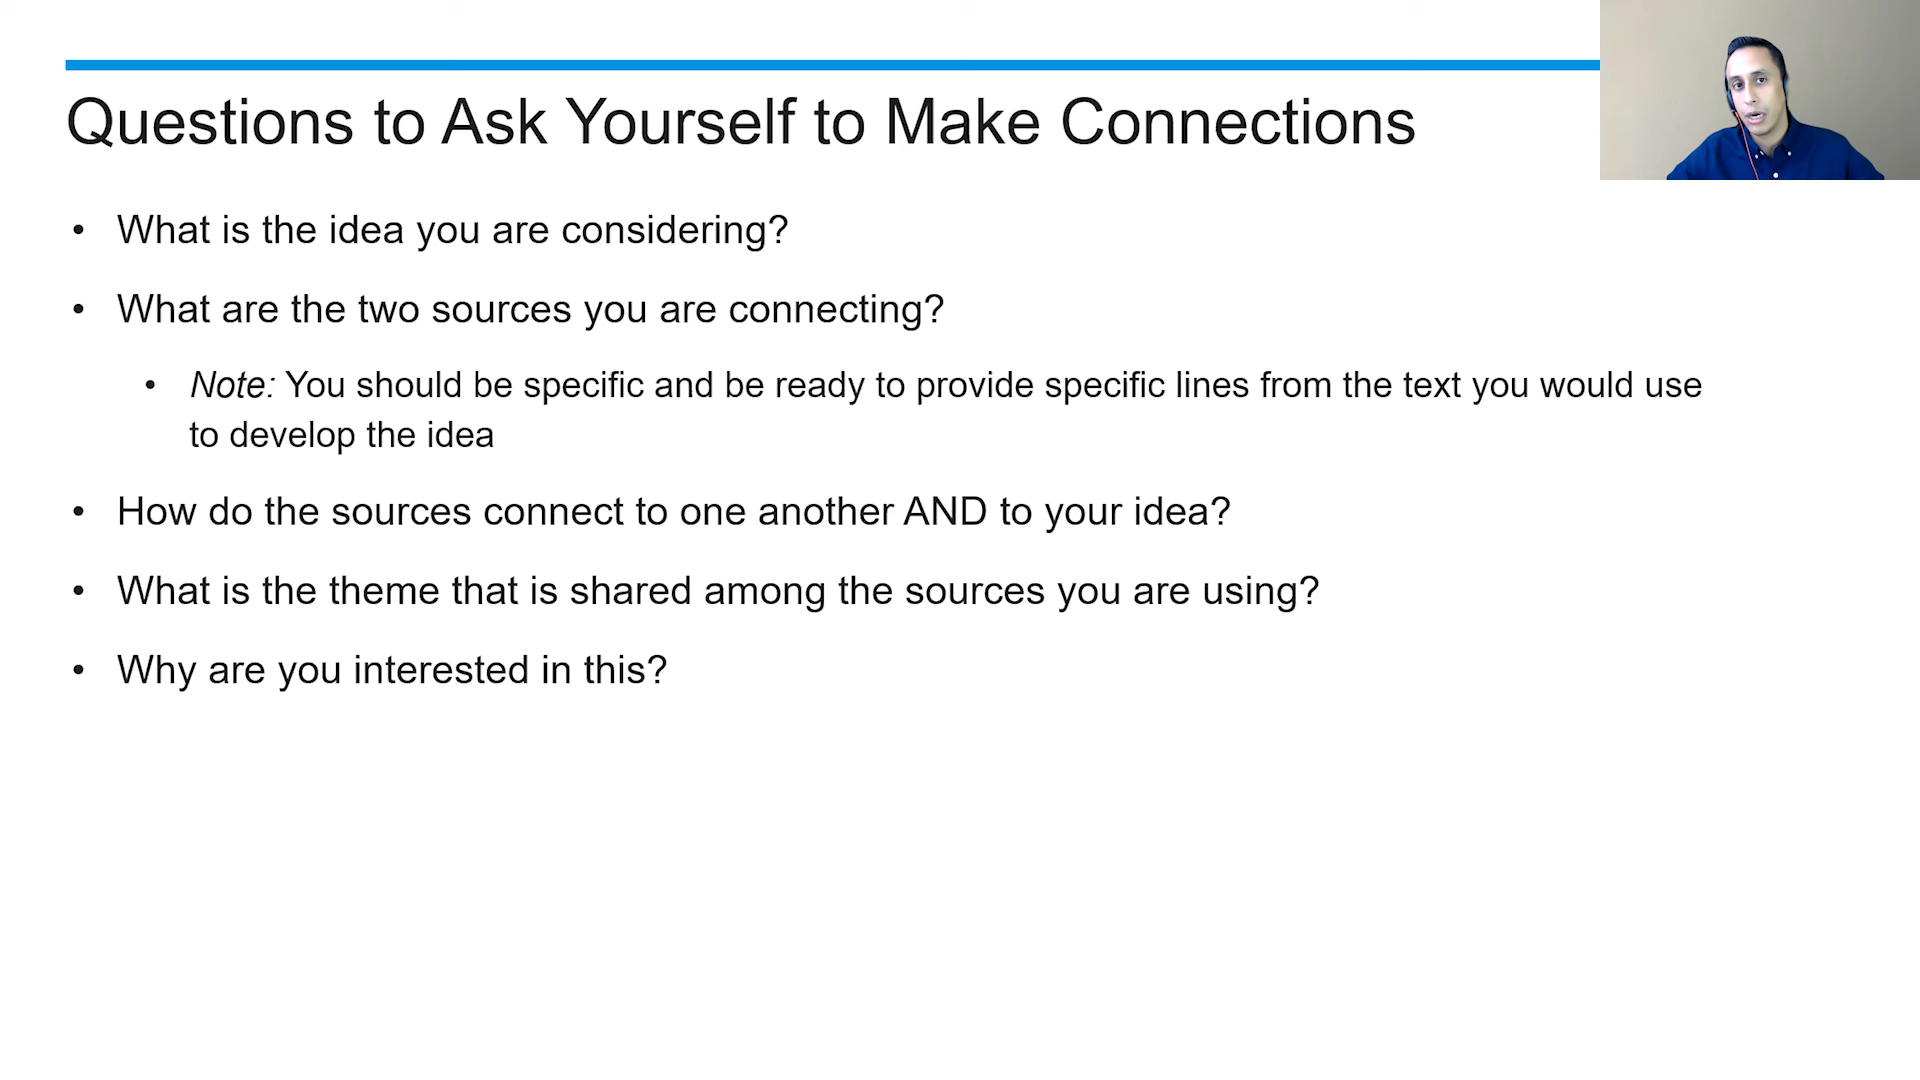 Questions to Ask Yourself to Make Connections
• What is the idea you are considering?
• What are the two sources you are connecting?
• Note: You should be specific and be ready to provide specific lines from the text you would use
to develop the idea
• How do the sources connect to one another AND to your idea?
• What is the theme that is shared among the sources you are using?
• Why are you interested in this?